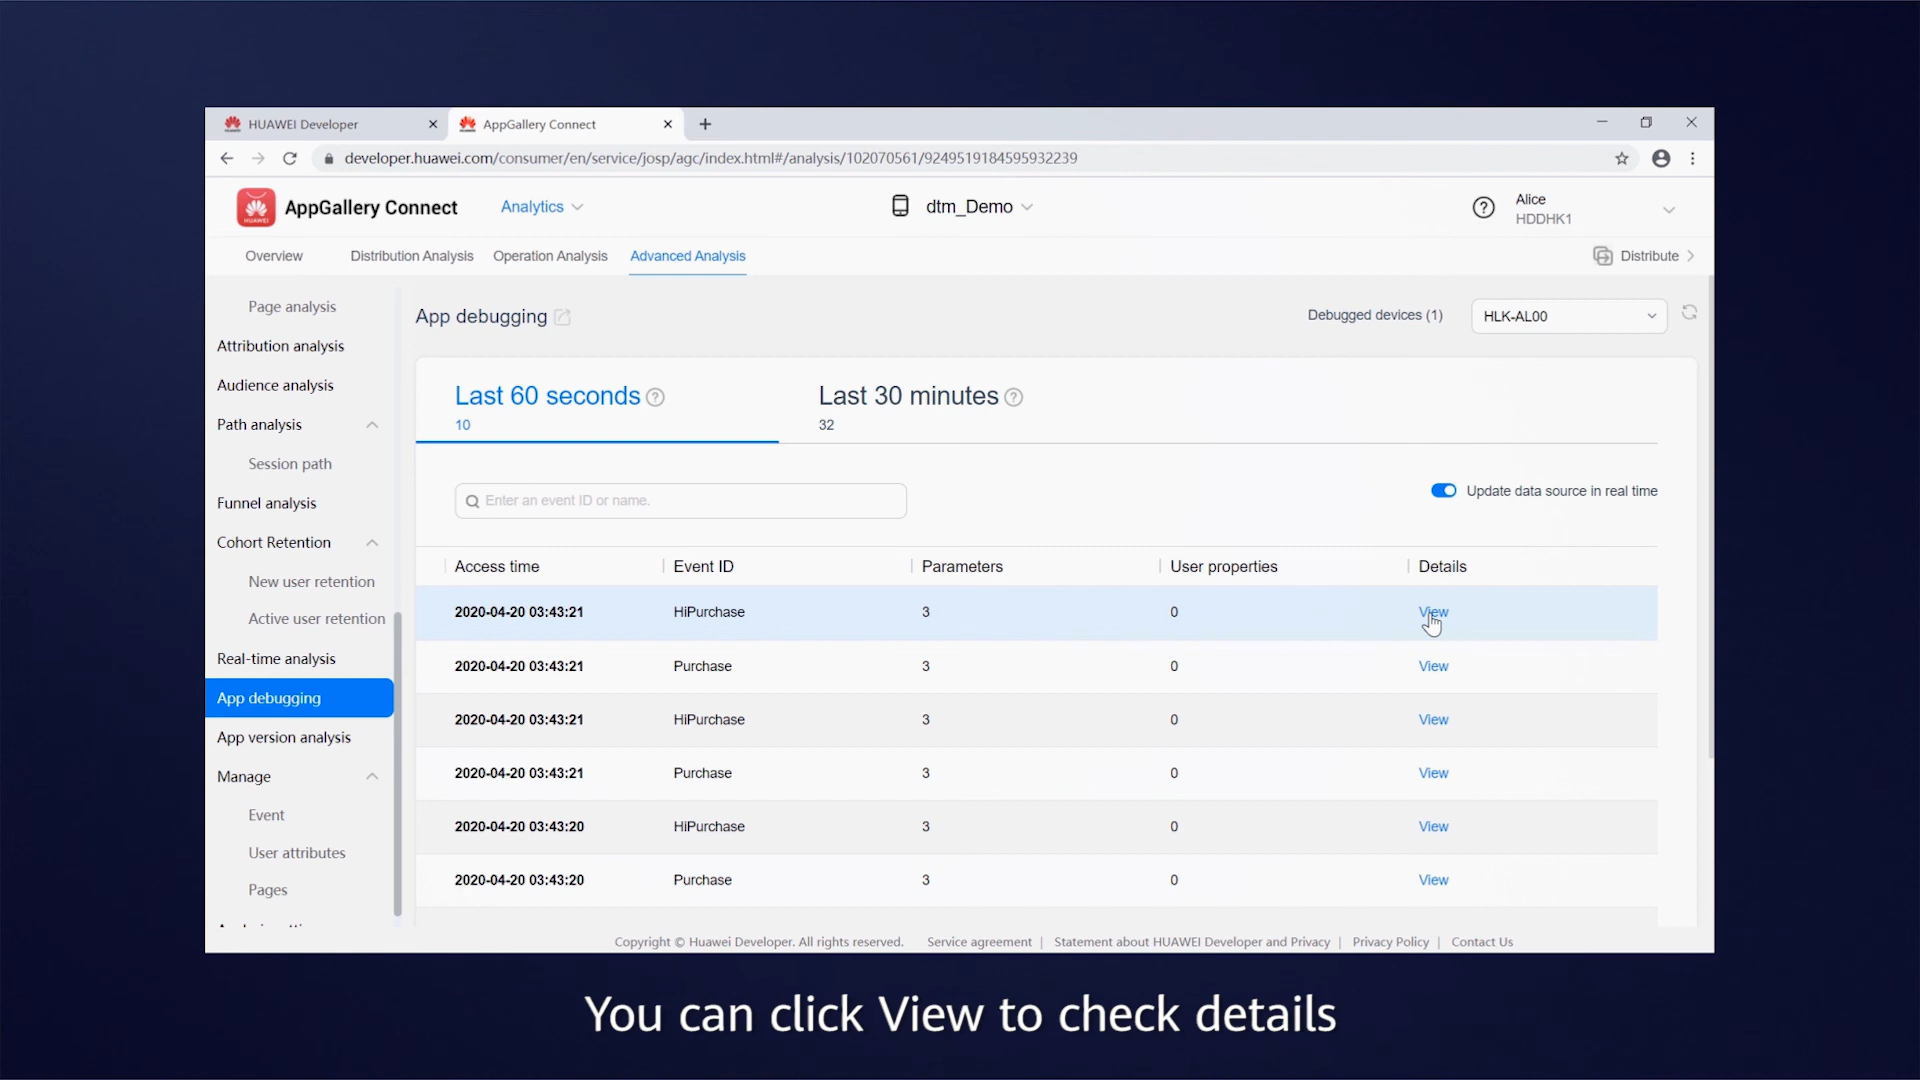 HUAWEI Developer
AppGallery Connect
developer.huawei.com/consumer/en/service/josp/agc/index.html#/analysis/102070561/9249519184595932239
HUAWEI
AppGallery Connect
Analytics
dtm_Demo
Alice
HDDHK1
Overview
Distribution Analysis
Operation Analysis
Advanced Analysis
Distribute
Page analysis
Attribution analysis
Audience analysis
Path analysis
Session path
Funnel analysis
Cohort Retention
New user retention
Active user retention
Real-time analysis
App debugging
App version analysis
Manage
Event
User attributes
Pages
App debugging
Debugged devices (1)
HLK-AL00
Last 60 seconds ?
10
Last 30 minutes ?
32
Enter an event ID or name.
Update data source in real time
Access time | Event ID | Parameters | User properties | Details
2020-04-20 03:43:21 HiPurchase 3 0 View
2020-04-20 03:43:21 Purchase 3 0 View
2020-04-20 03:43:21 HiPurchase 3 0 View
2020-04-20 03:43:21 Purchase 3 0 View
2020-04-20 03:43:20 HiPurchase 3 0 View
2020-04-20 03:43:20 Purchase 3 0 View
Copyright © Huawei Developer. All rights reserved. Service agreement | Statement about HUAWEI Developer and Privacy | Privacy Policy | Contact Us
You can click View to check details